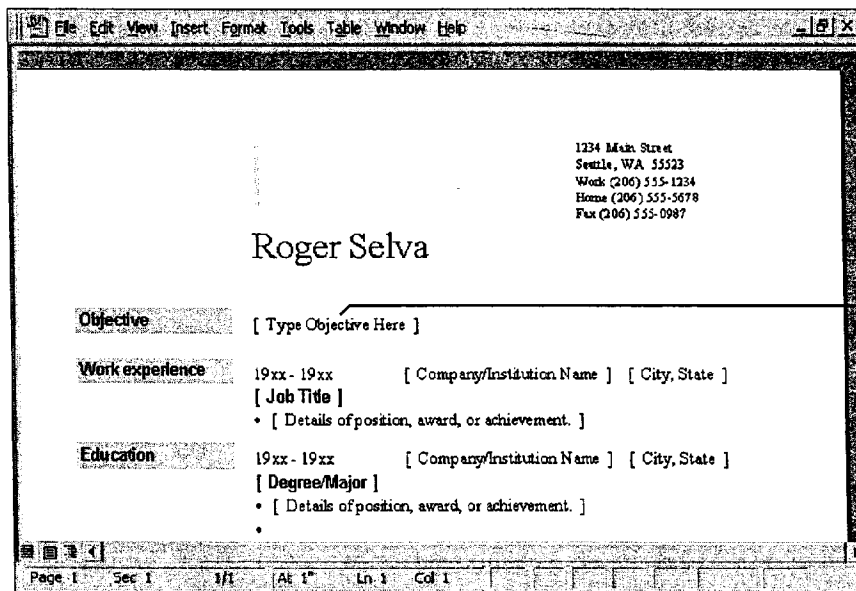 File Edit View Insert Format Tools Table Window Help
1234 Main Street
Seattle, WA 55523
Work (206) 555-1234
Home (206) 555-5678
Fax (206) 555-0987
Roger Selva
Objective [ Type Objective Here ]
Work experience 19xx - 19xx [ Company/Institution Name ] [ City, State ]
[ Job Title ]
• [ Details of position, award, or achievement. ]
Education 19xx - 19xx [ Company/Institution Name ] [ City, State ]
[ Degree/Major ]
• [ Details of position, award, or achievement. ]
•
Page 1 Sec 1 1/1 At 1" Ln 1 Col 1